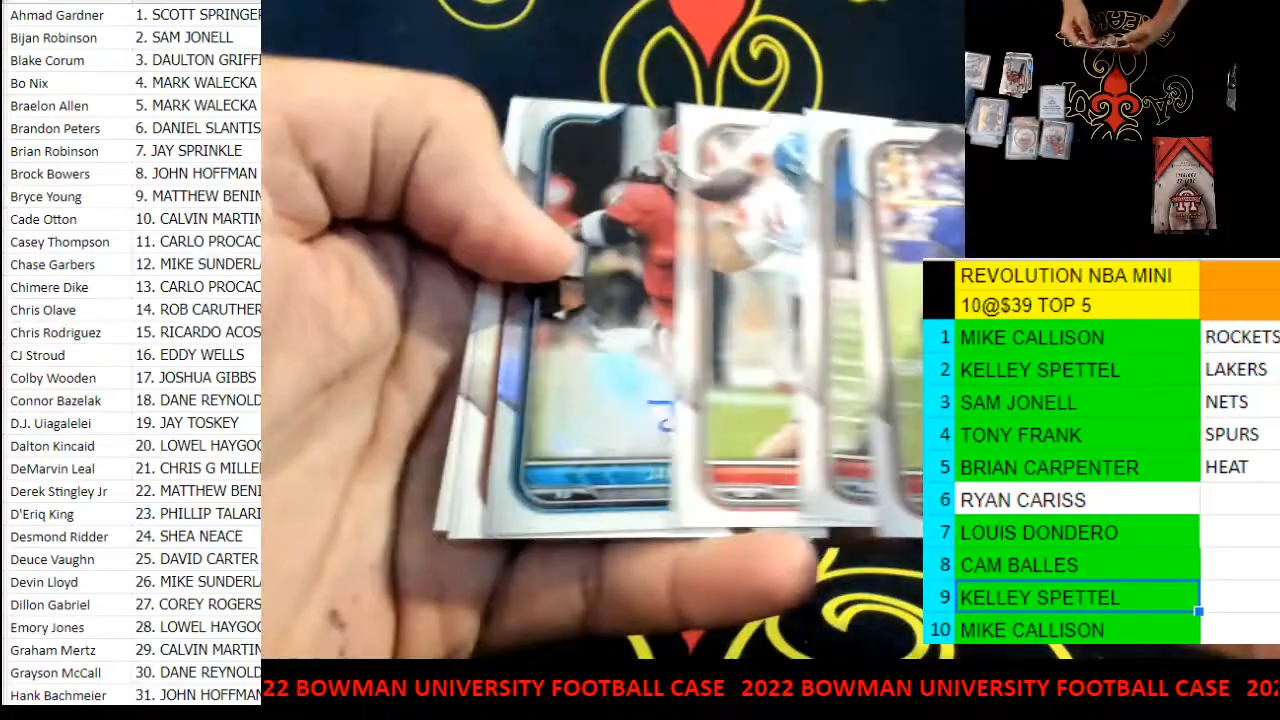 Ahmad Gardner 1. SCOTT SPRINGER
Bijan Robinson 2. SAM JONELL
Blake Corum 3. DAULTON GRIFFI
Bo Nix 4. MARK WALECKA
Braelon Allen 5. MARK WALECKA
Brandon Peters 6. DANIEL SLANTIS
Brian Robinson 7. JAY SPRINKLE
Brock Bowers 8. JOHN HOFFMAN
Bryce Young 9. MATTHEW BENIN
Cade Otton 10. CALVIN MARTIN
Casey Thompson 11. CARLO PROCAC
Chase Garbers 12. MIKE SUNDERLA
Chimere Dike 13. CARLO PROCAC
Chris Olave 14. ROB CARUTHER
Chris Rodriguez 15. RICARDO ACOS
CJ Stroud 16. EDDY WELLS
Colby Wooden 17. JOSHUA GIBBS
Connor Bazelak 18. DANE REYNOLD
D.J. Uiagalelei 19. JAY TOSKEY
Dalton Kincaid 20. LOWEL HAYGOO
DeMarvin Leal 21. CHRIS G MILLE
Derek Stingley Jr 22. MATTHEW BENI
D'Eriq King 23. PHILLIP TALARI
Desmond Ridder 24. SHEA NEACE
Deuce Vaughn 25. DAVID CARTER
Devin Lloyd 26. MIKE SUNDERLA
Dillon Gabriel 27. COREY ROGERS
Emory Jones 28. LOWEL HAYGOO
Graham Mertz 29. CALVIN MARTIN
Grayson McCall 30. DANE REYNOLD
Hank Bachmeier 31. JOHN HOFFMAN
REVOLUTION NBA MINI
10@$39 TOP 5
1 MIKE CALLISON ROCKETS
2 KELLEY SPETTEL LAKERS
3 SAM JONELL NETS
4 TONY FRANK SPURS
5 BRIAN CARPENTER HEAT
6 RYAN CARISS
7 LOUIS DONDERO
8 CAM BALLES
9 KELLEY SPETTEL
10 MIKE CALLISON
22 BOWMAN UNIVERSITY FOOTBALL CASE 2022 BOWMAN UNIVERSITY FOOTBALL CASE 202